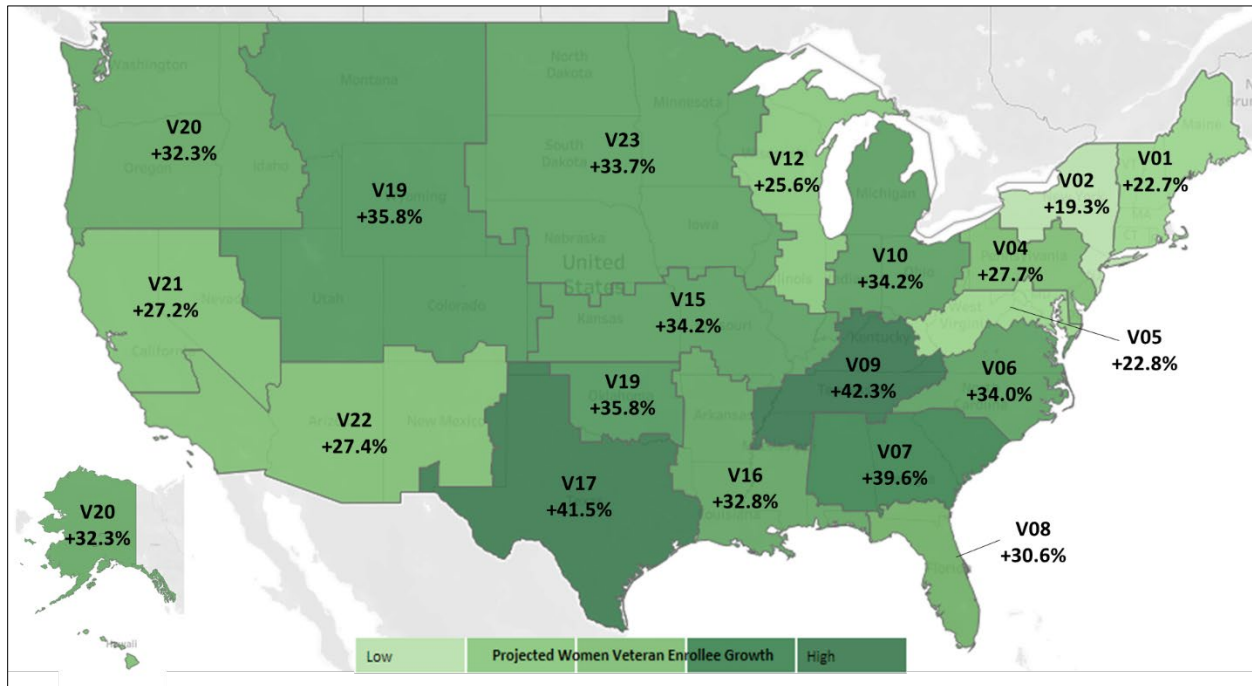 Washington
Montana
North
Dakota
Minnesota
Maine
V20
+32.3%
Oregon
Idaho
V23
+33.7%
South
Dakota
V12
+25.6%
V01
+22.7%
V02
+19.3%
V19
+35.8%
Michigan
MA
Iowa
Nebraska
V10
+34.2%
V04
+27.7%
Pennsylvania
V21
+27.2%
Nevada
Utah
Colorado
United
States
Illinois
V15
+34.2%
Kansas
West
California
V05
+22.8%
Kentucky
V09
+42.3%
V06
+34.0%
V19
+35.8%
Arkansas
V22
+27.4%
New Mexico
V07
+39.6%
V17
+41.5%
V16
+32.8%
V20
+32.3%
V08
+30.6%
Hawaii
Low
Projected Women Veteran Enrollee Growth
High